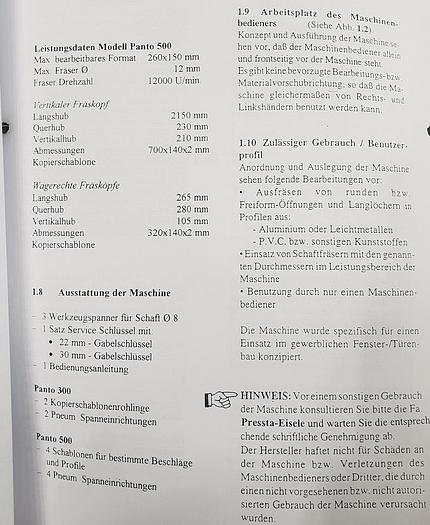 Leistungsdaten Modell Panto 500
Max. bearbeitbares Format 260x150 mm
Max. Fräser Ø 12 mm
Fräser Drehzahl 12000 U/min
Vertikaler Fräskopf
Langshub 2150 mm
Querhub 230 mm
Vertikalhub 210 mm
Abmessungen 700x140x2 mm
Kopierschablone
Wagerechte Fräsköpfe
Langshub 265 mm
Querhub 280 mm
Vertikalhub 105 mm
Abmessungen 320x140x2 mm
Kopierschablone
1.8 Ausstattung der Maschine
– 3 Werkzeugspanner für Schaft Ø 8
– 1 Satz Service Schlüssel mit
• 22 mm - Gabelschlüssel
• 30 mm - Gabelschlüssel
– 1 Bedienungsanleitung
Panto 300
– 2 Kopierschablonenrohlinge
– 2 Pneum Spanneinrichtungen
Panto 500
– 4 Schablonen für bestimmte Beschläge
und Profile
– 4 Pneum Spanneinrichtungen
1.9 Arbeitsplatz des Maschinen-
bedieners (Siehe Abb. 1.2)
Konzept und Ausführung der Maschine se-
hen vor, daß der Maschinenbediener allein
und frontseitig vor der Maschine steht.
Es gibt keine bevorzugte Bearbeitungs- bzw.
Materialvorschubrichtung, so daß die Ma-
schine gleichermaßen von Rechts- und
Linkshändern benutzt werden kann.
1.10 Zulässiger Gebrauch / Benutzer-
profil
Anordnung und Auslegung der Maschine
sehen folgende Bearbeitungen vor:
• Ausfräsen von runden bzw.
Freiform-Öffnungen und Langlöchern in
Profilen aus:
- Aluminium oder Leichtmetallen
- P.V.C. bzw. sonstigen Kunststoffen
• Einsatz von Schaftfräsern mit den genann-
ten Durchmessern im Leistungsbereich der
Maschine
• Benutzung durch nur einen Maschinen-
bediener
Die Maschine wurde spezifisch für einen
Einsatz im gewerblichen Fenster-/Türen-
bau konzipiert.
HINWEIS: Vor einem sonstigen Gebrauch
der Maschine konsultieren Sie bitte die Fa.
Pressta-Eisele und warten Sie die entsprech
chende schriftliche Genehmigung ab.
Der Hersteller haftet nicht für Schäden an
der Maschine bzw. Verletzungen des
Maschinenbedieners oder Dritter, die durch
einen nicht vorgesehenen bzw. nicht autori-
sierten Gebrauch der Maschine verursacht
wurden.